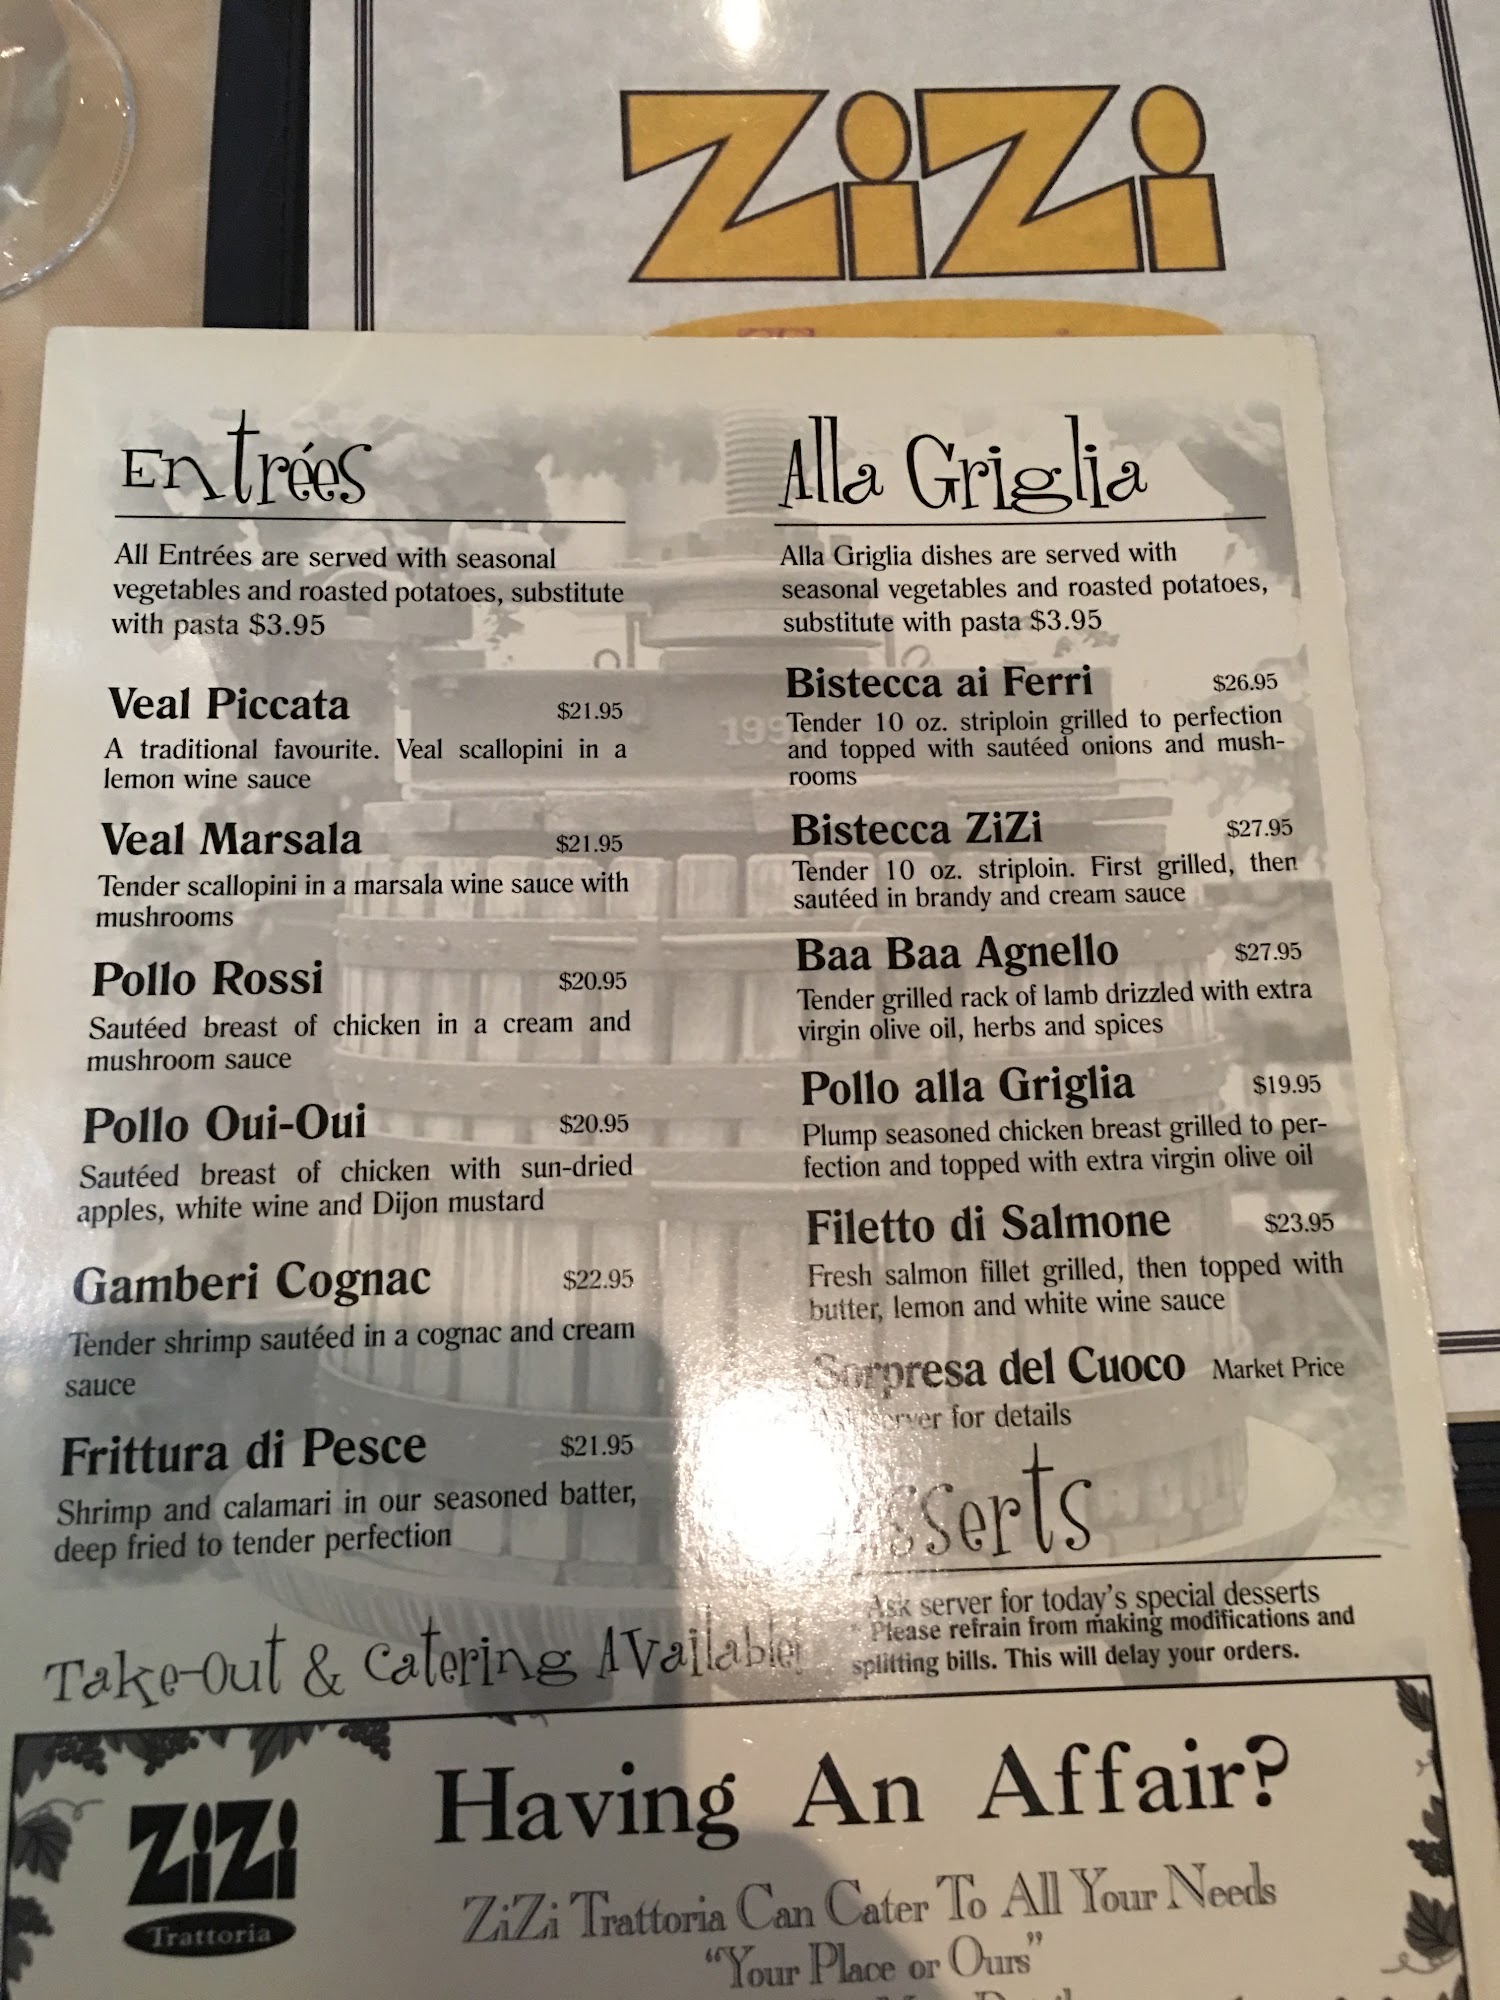 ZiZi
Entrées
All Entrées are served with seasonal
vegetables and roasted potatoes, substitute
with pasta $3.95
Veal Piccata $21.95
A traditional favourite. Veal scallopini in a
lemon wine sauce
Veal Marsala $21.95
Tender scallopini in a marsala wine sauce with
mushrooms
Pollo Rossi $20.95
Sautéed breast of chicken in a cream and
mushroom sauce
Pollo Oui-Oui $20.95
Sautéed breast of chicken with sun-dried
apples, white wine and Dijon mustard
Gamberi Cognac $22.95
Tender shrimp sautéed in a cognac and cream
sauce
Frittura di Pesce $21.95
Shrimp and calamari in our seasoned batter,
deep fried to tender perfection
Take-Out & Catering Available!
Alla Griglia
Alla Griglia dishes are served with
seasonal vegetables and roasted potatoes,
substitute with pasta $3.95
Bistecca ai Ferri $26.95
Tender 10 oz. striploin grilled to perfection
and topped with sautéed onions and mush-
rooms
Bistecca ZiZi $27.95
Tender 10 oz. striploin. First grilled, then
sautéed in brandy and cream sauce
Baa Baa Agnello $27.95
Tender grilled rack of lamb drizzled with extra
virgin olive oil, herbs and spices
Pollo alla Griglia $19.95
Plump seasoned chicken breast grilled to per-
fection and topped with extra virgin olive oil
Filetto di Salmone $23.95
Fresh salmon fillet grilled, then topped with
butter, lemon and white wine sauce
Sorpresa del Cuoco Market Price
Ask server for details
Desserts
Ask server for today's special desserts
* Please refrain from making modifications and
splitting bills. This will delay your orders.
ZiZi
Trattoria
Having An Affair?
ZiZi Trattoria Can Cater To All Your Needs
"Your Place or Ours"